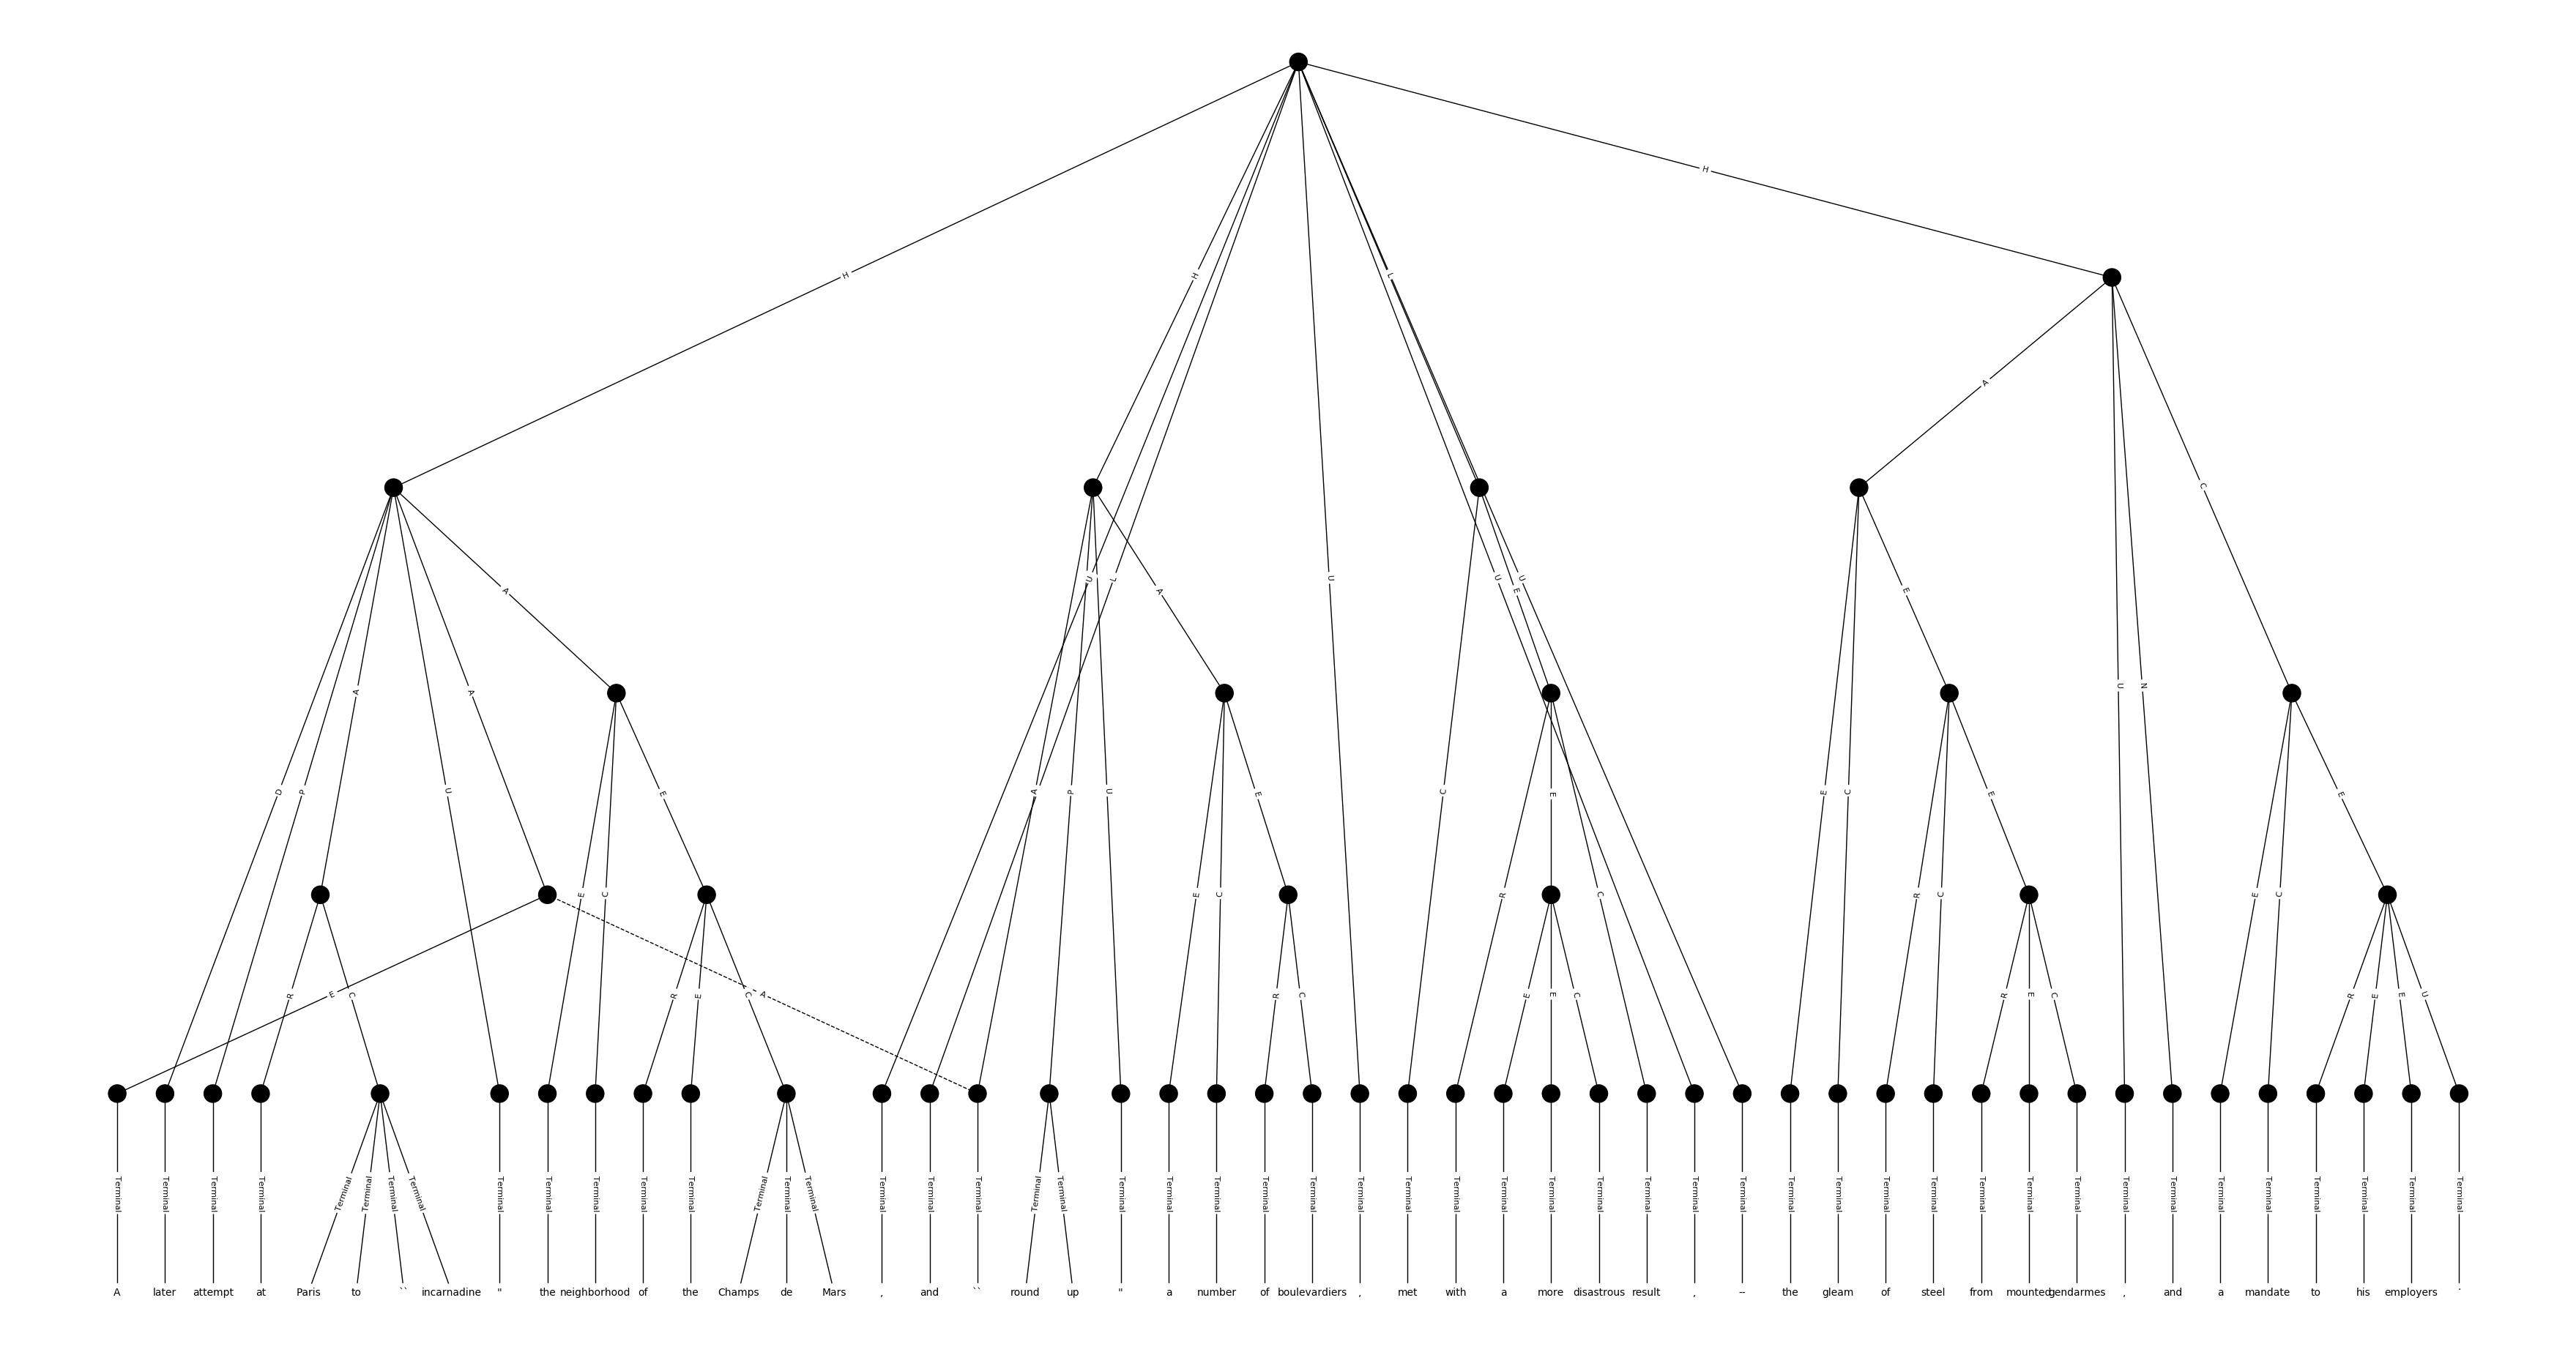 H H L H
A
C
A U E
U L U U E
A A U N
D P U A P U C E C E E
E C E C R C R C E C
R E C A R E C R C E E C R E C R E E U
Terminal Terminal Terminal Terminal Terminal Terminal Terminal Terminal Terminal Terminal Terminal Terminal Terminal Terminal Terminal Terminal Terminal Terminal Terminal Terminal Terminal Terminal Terminal Terminal Terminal Terminal Terminal Terminal Terminal Terminal Terminal Terminal Terminal Terminal Terminal Terminal Terminal Terminal Terminal Terminal Terminal Terminal Terminal Terminal Terminal Terminal Terminal Terminal Terminal Terminal
A later attempt at Paris to `` incarnadine " the neighborhood of the Champs de Mars , and `` round up " a number of boulevardiers , met with a more disastrous result , -- the gleam of steel from mounted gendarmes , and a mandate to his employers .